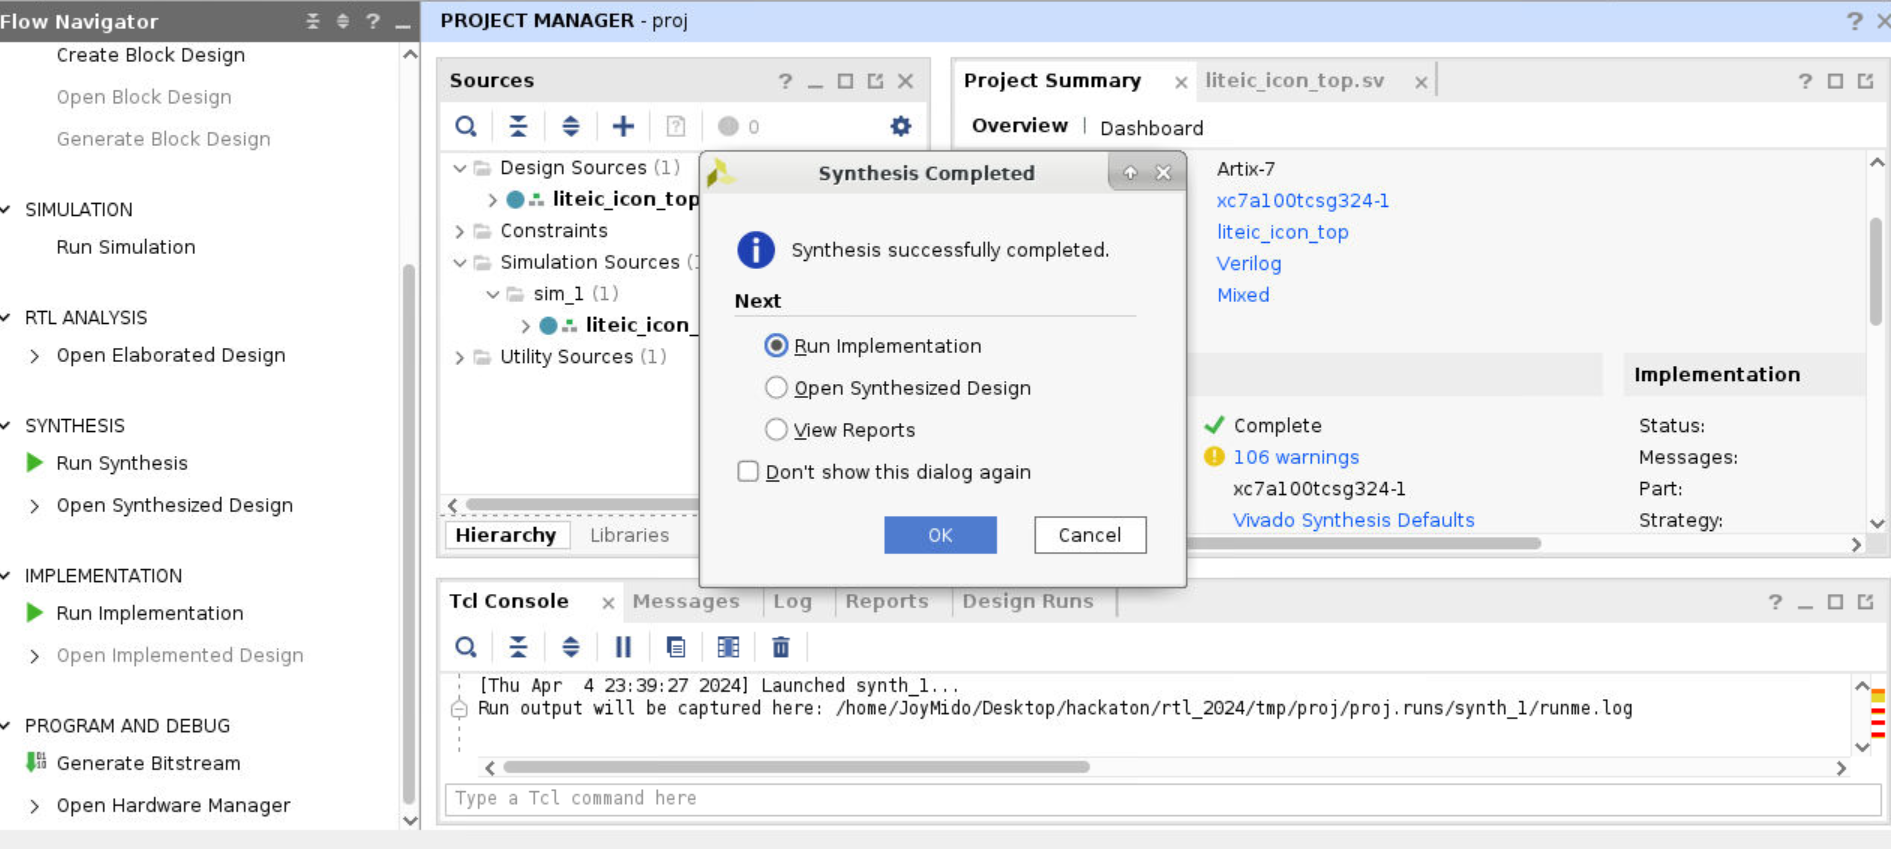 Flow Navigator
?
Create Block Design
Open Block Design
Generate Block Design
SIMULATION
Run Simulation
RTL ANALYSIS
Open Elaborated Design
SYNTHESIS
Run Synthesis
Open Synthesized Design
IMPLEMENTATION
Run Implementation
Open Implemented Design
PROGRAM AND DEBUG
Generate Bitstream
Open Hardware Manager
PROJECT MANAGER - proj
?
Sources
?
0
Design Sources (1)
liteic_icon_top
Constraints
Simulation Sources (
sim_1 (1)
liteic_icon_
Utility Sources (1)
Hierarchy
Libraries
Project Summary
liteic_icon_top.sv
?
Overview | Dashboard
Artix-7
xc7a100tcsg324-1
liteic_icon_top
Verilog
Mixed
Implementation
Complete
Status:
106 warnings
Messages:
xc7a100tcsg324-1
Part:
Vivado Synthesis Defaults
Strategy:
Synthesis Completed
Synthesis successfully completed.
Next
Run Implementation
Open Synthesized Design
View Reports
Don't show this dialog again
OK
Cancel
Tcl Console
Messages
Log
Reports
Design Runs
?
[Thu Apr  4 23:39:27 2024] Launched synth_1...
Run output will be captured here: /home/JoyMido/Desktop/hackaton/rtl_2024/tmp/proj/proj.runs/synth_1/runme.log
Type a Tcl command here